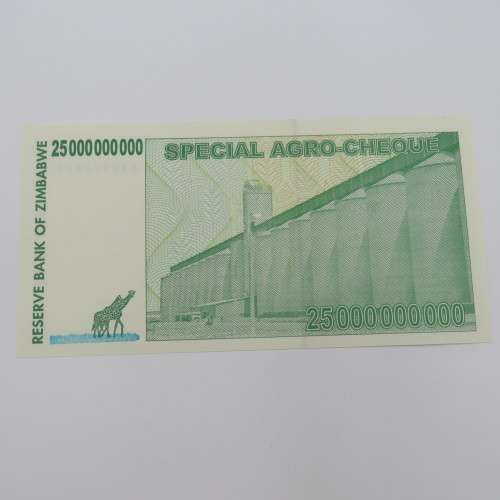 25000000000
SPECIAL AGRO-CHEQUE
RESERVE BANK OF ZIMBABWE
25000000000